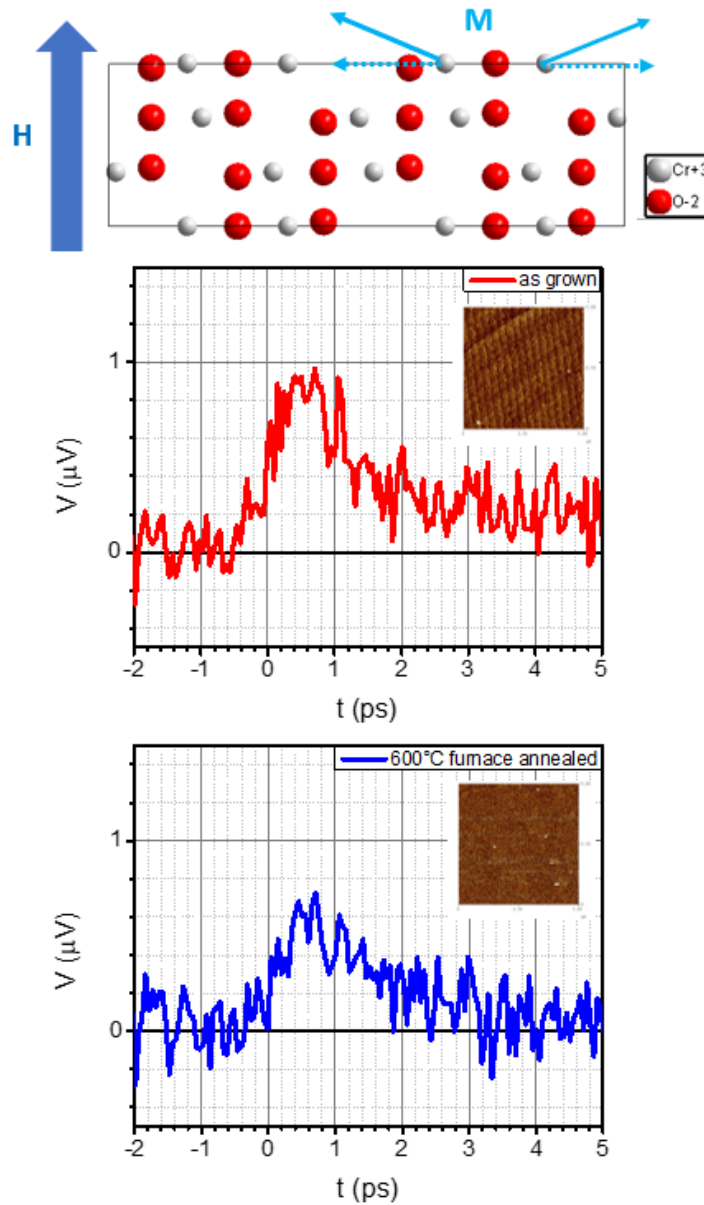 M
H
Cr+3
O-2
as grown
1
0
V (μV)
-2 -1 0 1 2 3 4 5
t (ps)
600°C furnace annealed
1
0
V (μV)
-2 -1 0 1 2 3 4 5
t (ps)